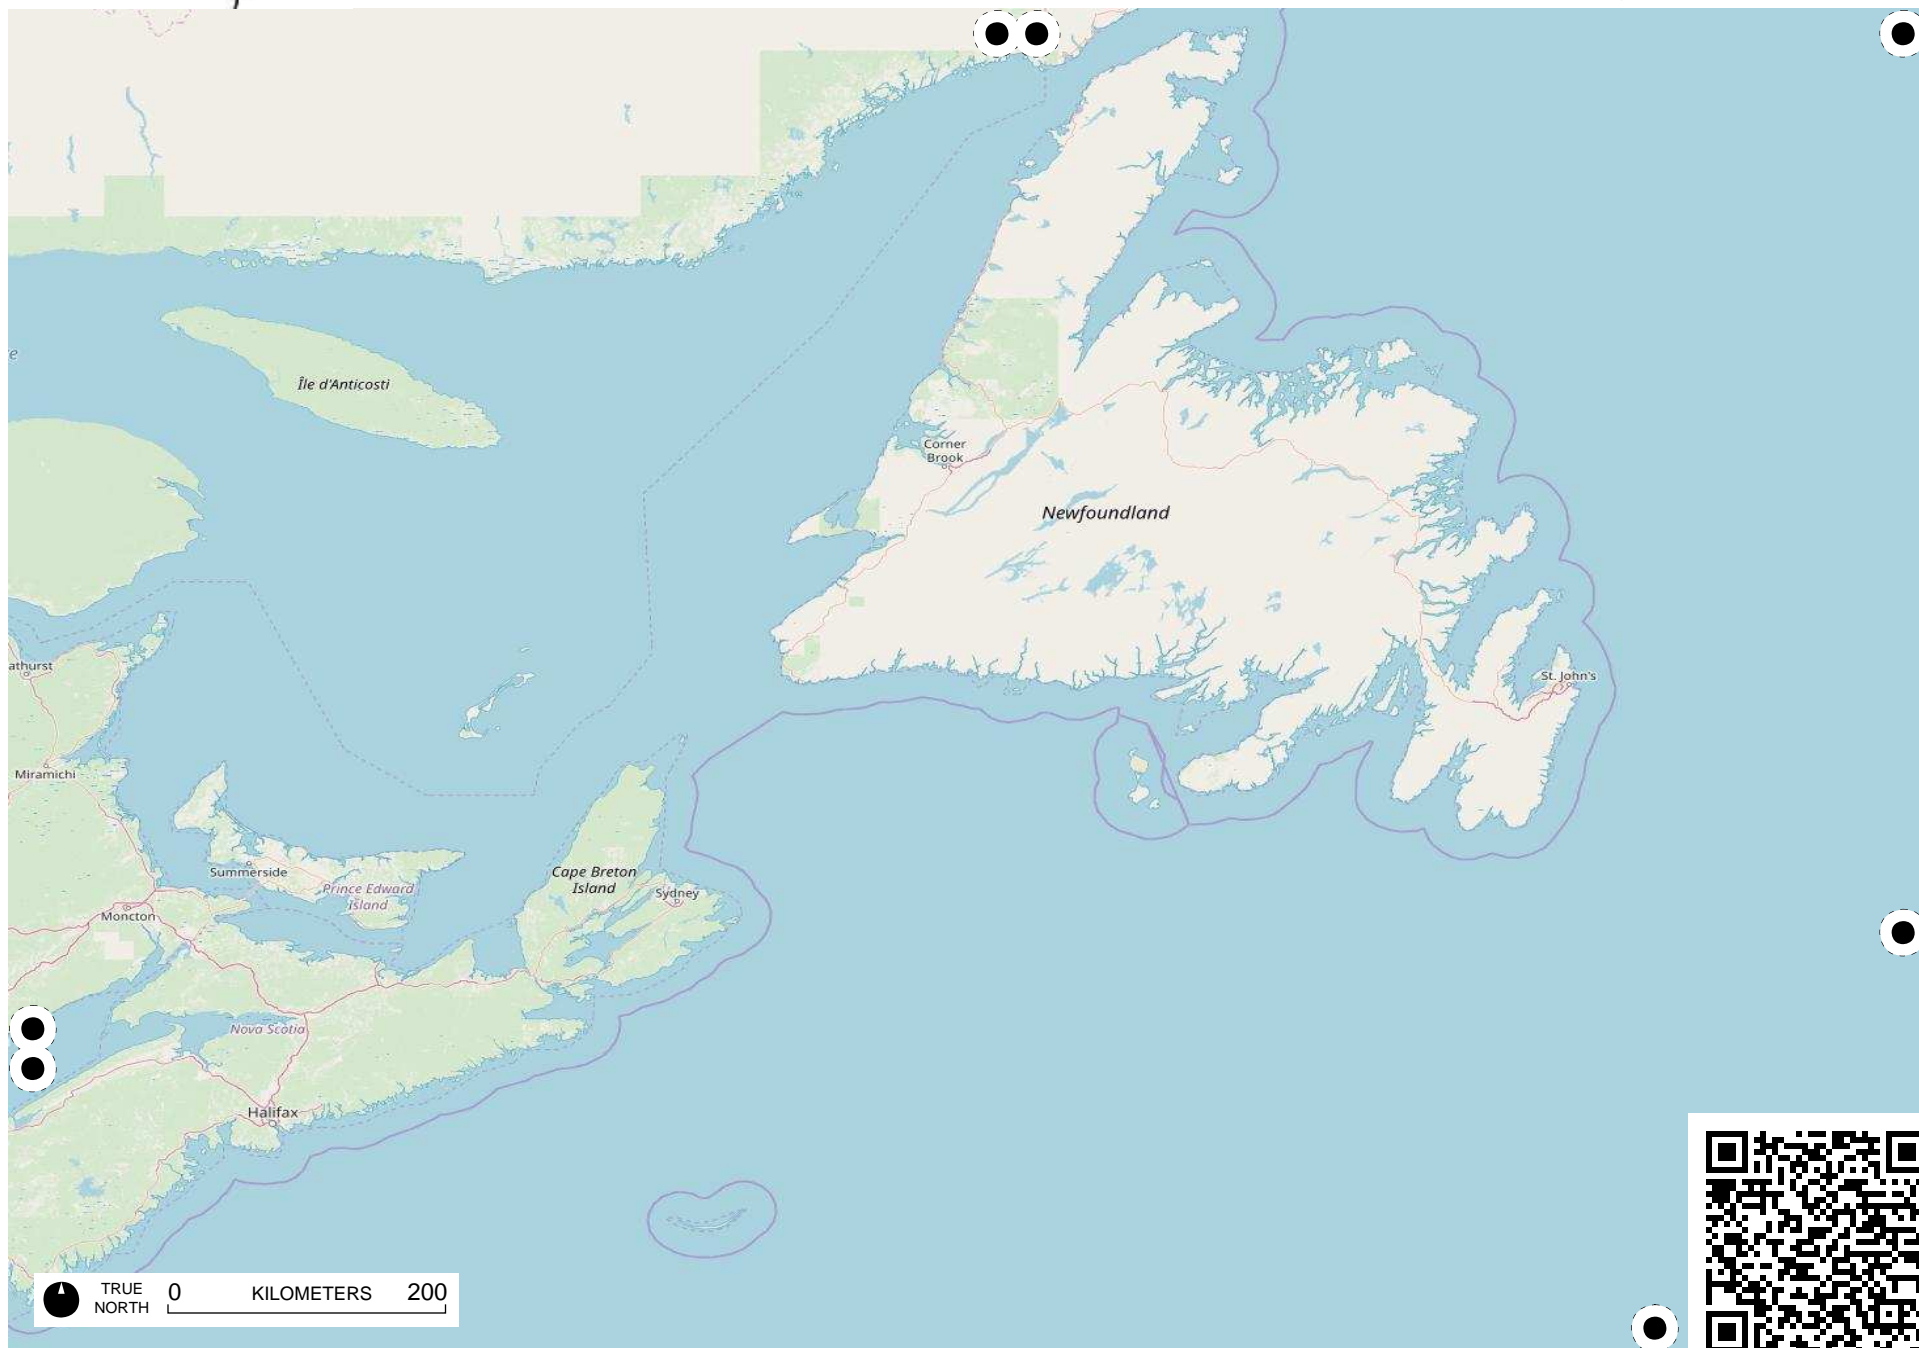 Île d'Anticosti
Corner
Brook
Newfoundland
athurst
St. John's
Miramichi
Summerside
Cape Breton
Island
Prince Edward
Island
Sydney
Moncton
Nova Scotia
Halifax
TRUE
NORTH
0 KILOMETERS 200